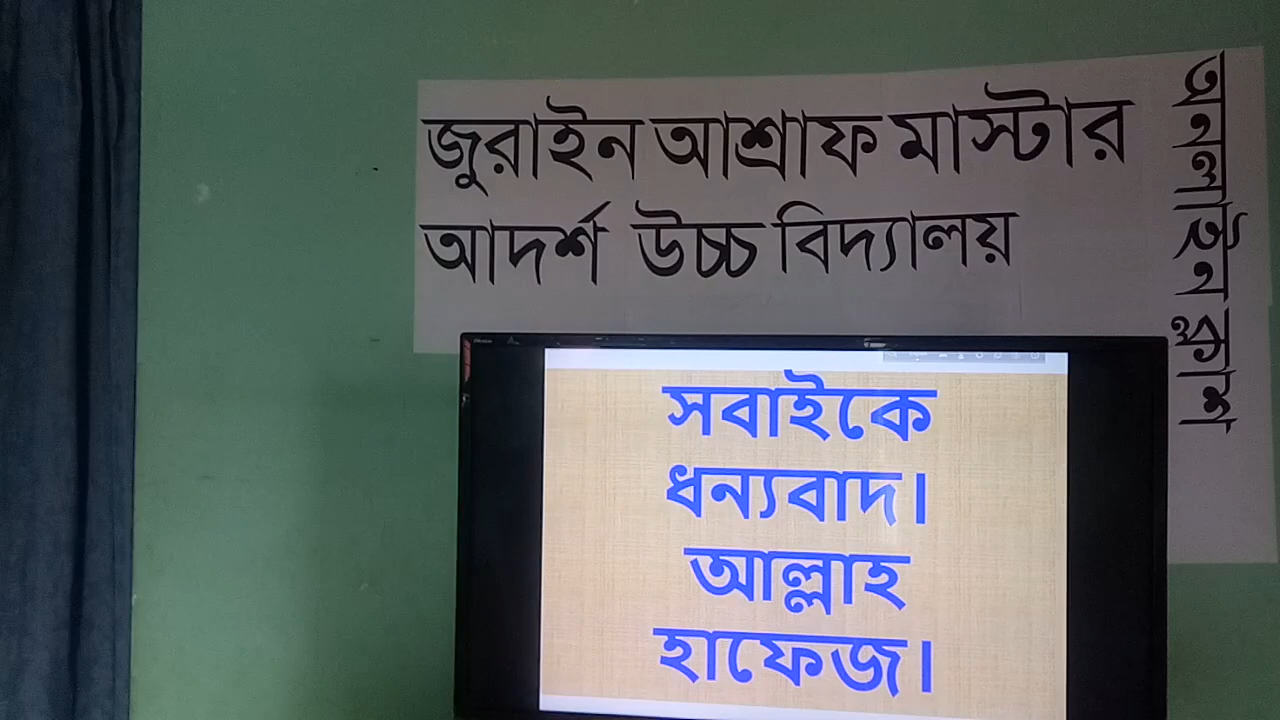 জুরাইন আশ্রাফ মাস্টার
আদর্শ উচ্চ বিদ্যালয়
অনলাইন ক্লাশ
সবাইকে
ধন্যবাদ।
আল্লাহ
হাফেজ।